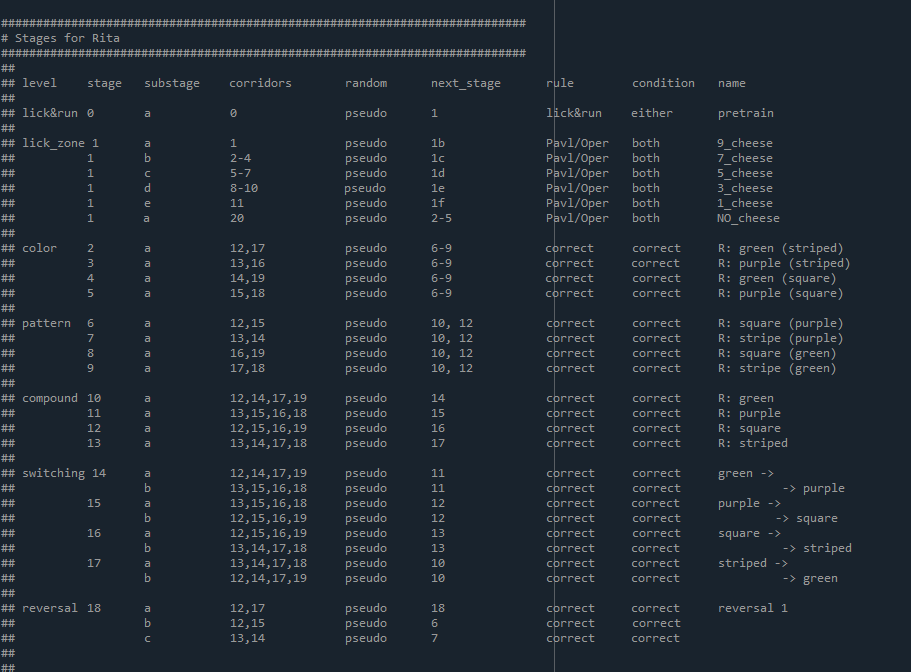 ###########################################################################
# Stages for Rita
###########################################################################
##
## level stage substage corridors random next_stage rule condition name
##
## lick&run 0 a 0 pseudo 1 lick&run either pretrain
##
## lick_zone 1 a 1 pseudo 1b Pavl/Oper both 9_cheese
## 1 b 2-4 pseudo 1c Pavl/Oper both 7_cheese
## 1 c 5-7 pseudo 1d Pavl/Oper both 5_cheese
## 1 d 8-10 pseudo 1e Pavl/Oper both 3_cheese
## 1 e 11 pseudo 1f Pavl/Oper both 1_cheese
## 1 a 20 pseudo 2-5 Pavl/Oper both NO_cheese
##
## color 2 a 12,17 pseudo 6-9 correct correct R: green (striped)
## 3 a 13,16 pseudo 6-9 correct correct R: purple (striped)
## 4 a 14,19 pseudo 6-9 correct correct R: green (square)
## 5 a 15,18 pseudo 6-9 correct correct R: purple (square)
##
## pattern 6 a 12,15 pseudo 10, 12 correct correct R: square (purple)
## 7 a 13,14 pseudo 10, 12 correct correct R: stripe (purple)
## 8 a 16,19 pseudo 10, 12 correct correct R: square (green)
## 9 a 17,18 pseudo 10, 12 correct correct R: stripe (green)
##
## compound 10 a 12,14,17,19 pseudo 14 correct correct R: green
## 11 a 13,15,16,18 pseudo 15 correct correct R: purple
## 12 a 12,15,16,19 pseudo 16 correct correct R: square
## 13 a 13,14,17,18 pseudo 17 correct correct R: striped
##
## switching 14 a 12,14,17,19 pseudo 11 correct correct green ->
## b 13,15,16,18 pseudo 11 correct correct -> purple
## 15 a 13,15,16,18 pseudo 12 correct correct purple ->
## b 12,15,16,19 pseudo 12 correct correct -> square
## 16 a 12,15,16,19 pseudo 13 correct correct square ->
## b 13,14,17,18 pseudo 13 correct correct -> striped
## 17 a 13,14,17,18 pseudo 10 correct correct striped ->
## b 12,14,17,19 pseudo 10 correct correct -> green
##
## reversal 18 a 12,17 pseudo 18 correct correct reversal 1
## b 12,15 pseudo 6 correct correct
## c 13,14 pseudo 7 correct correct
##
##